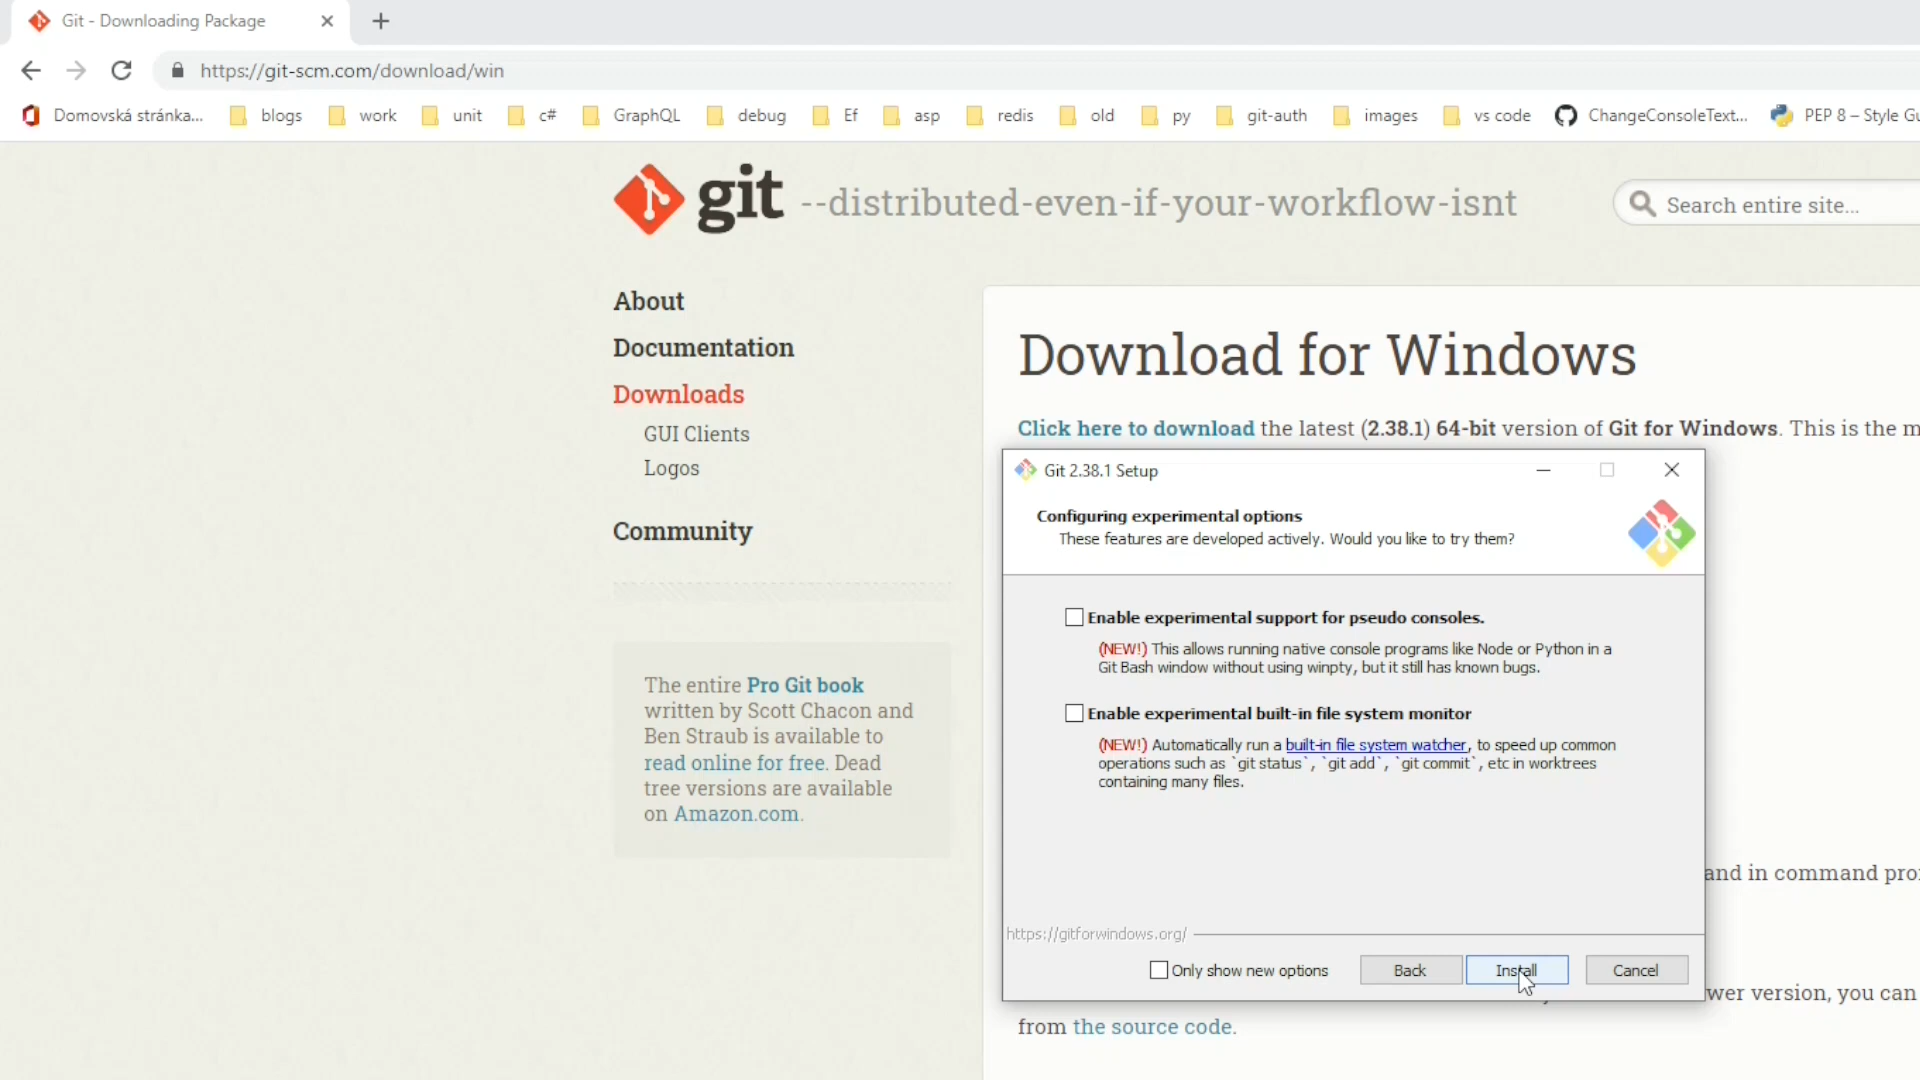 Git - Downloading Package
https://git-scm.com/download/win
Domovská stránka... blogs work unit c# GraphQL debug Ef asp redis old py git-auth images vs code ChangeConsoleText... PEP 8 – Style Gu
git --distributed-even-if-your-workflow-isnt
Search entire site...
About
Documentation
Downloads
GUI Clients
Logos
Community
The entire Pro Git book
written by Scott Chacon and
Ben Straub is available to
read online for free. Dead
tree versions are available
on Amazon.com.
Download for Windows
Click here to download the latest (2.38.1) 64-bit version of Git for Windows. This is the m
Git 2.38.1 Setup
Configuring experimental options
These features are developed actively. Would you like to try them?
Enable experimental support for pseudo consoles.
(NEW!) This allows running native console programs like Node or Python in a
Git Bash window without using winpty, but it still has known bugs.
Enable experimental built-in file system monitor
(NEW!) Automatically run a built-in file system watcher, to speed up common
operations such as `git status`, `git add`, `git commit`, etc in worktrees
containing many files.
https://gitforwindows.org/
Only show new options
Back
Install
Cancel
and in command pro
wer version, you can
from the source code.